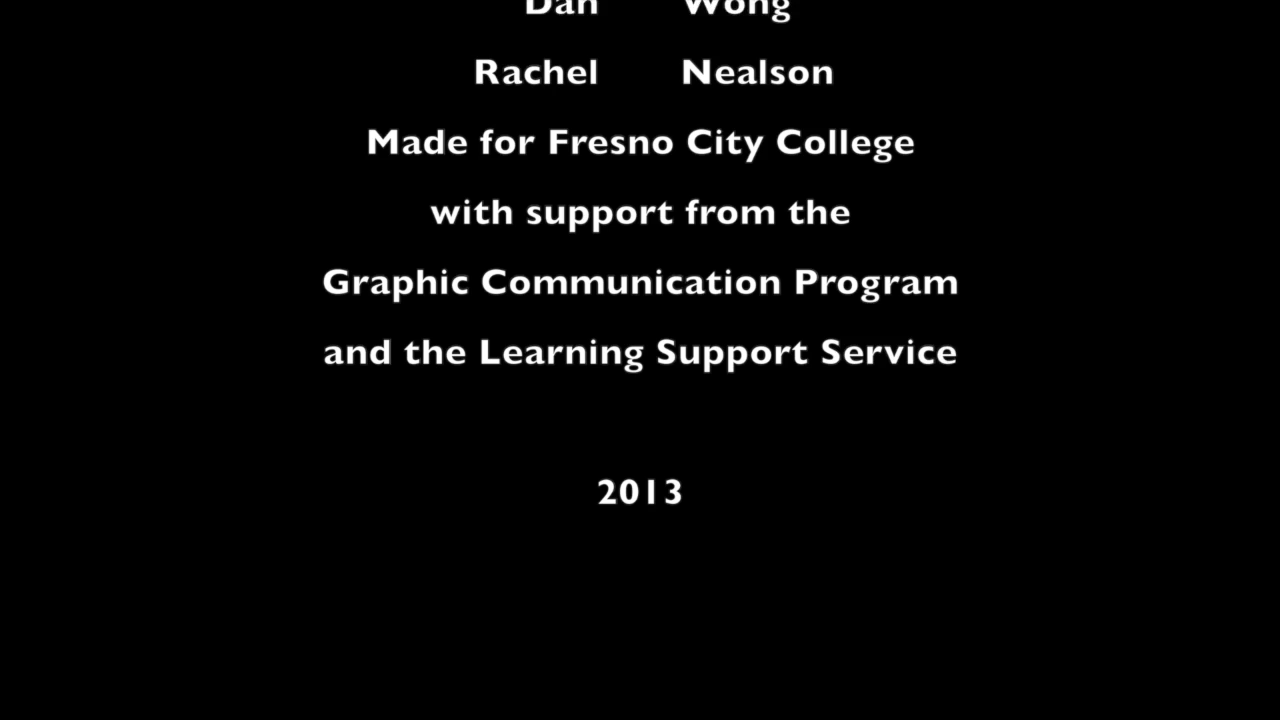 Dan Wong
Rachel Nealson
Made for Fresno City College
with support from the
Graphic Communication Program
and the Learning Support Service
2013